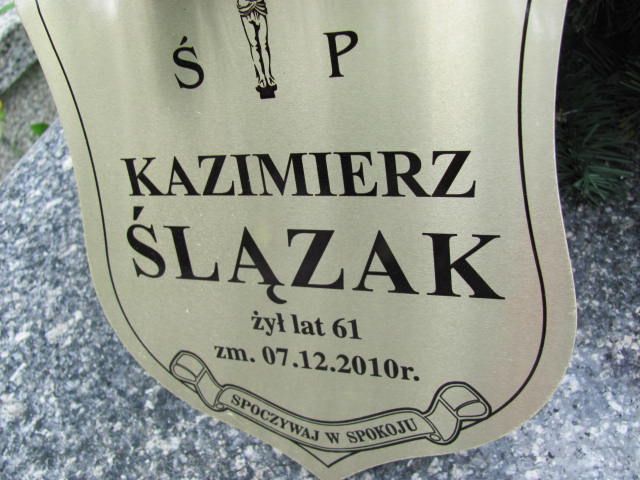 Ś P
KAZIMIERZ
ŚLĄZAK
żył lat 61
zm. 07.12.2010r.
SPOCZYWAJ W SPOKOJU